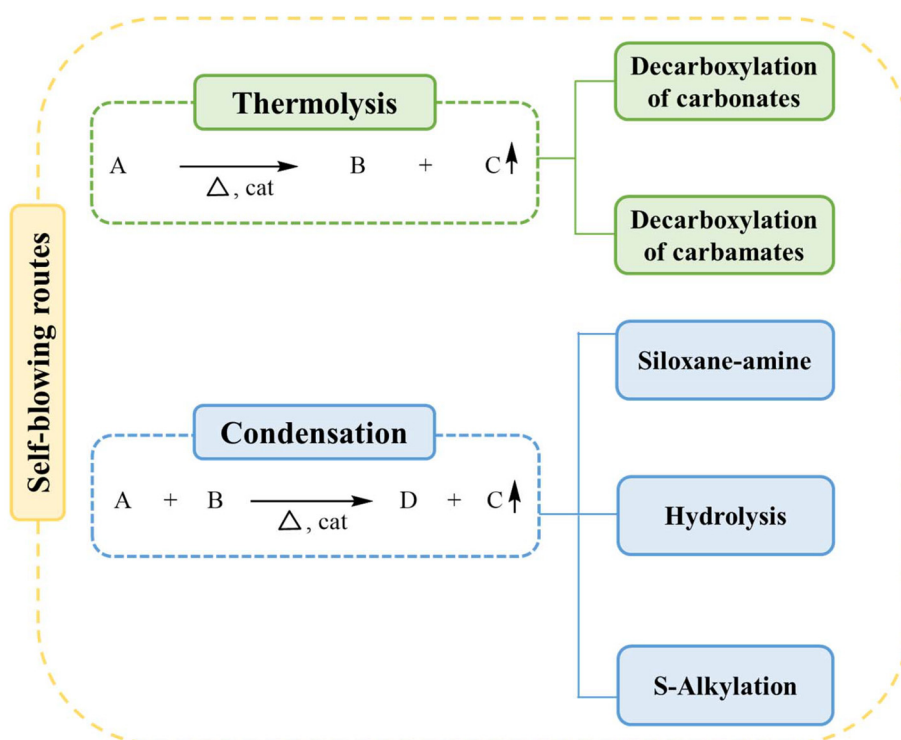 Self-blowing routes
Thermolysis
A → B + C↑
△, cat
Decarboxylation
of carbonates
Decarboxylation
of carbamates
Condensation
A + B → D + C↑
△, cat
Siloxane-amine
Hydrolysis
S-Alkylation